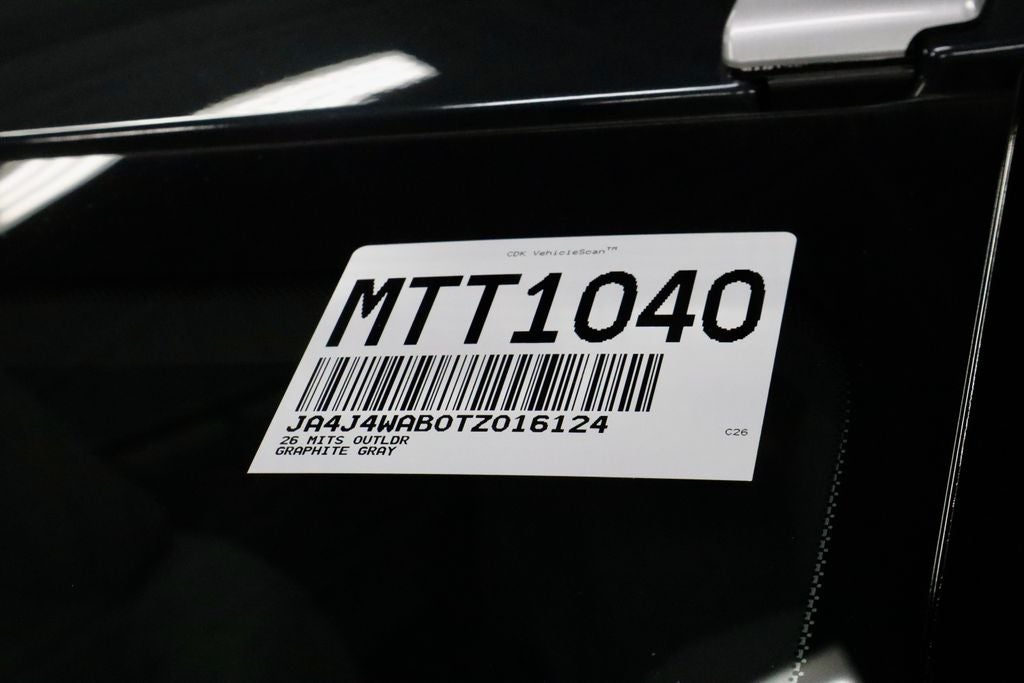 CDK VehicleScan™
MTT1040
JA4J4WAB0TZ016124
26 MITS OUTLDR
GRAPHITE GRAY
C26